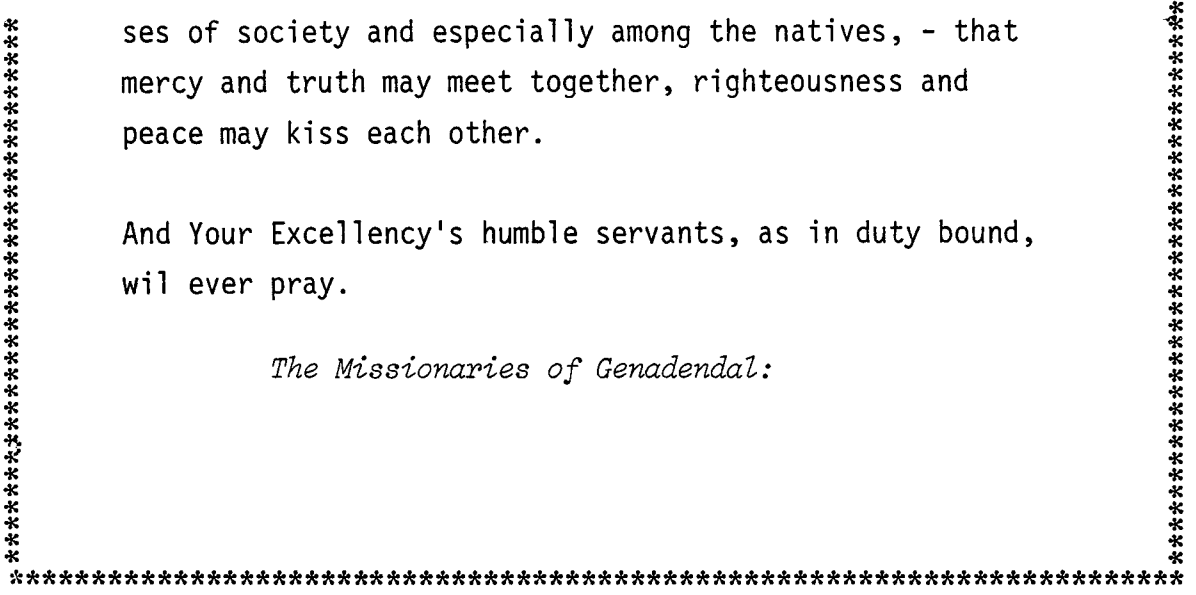 ses of society and especially among the natives, - that
mercy and truth may meet together, righteousness and
peace may kiss each other.
And Your Excellency's humble servants, as in duty bound,
wil ever pray.
The Missionaries of Genadendal: